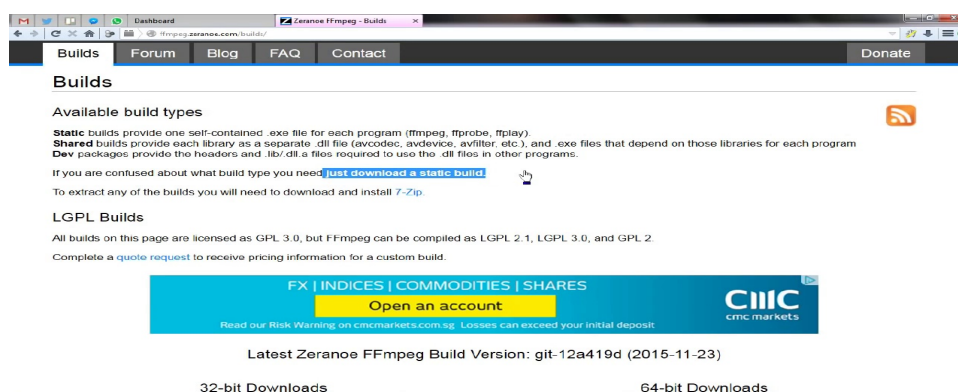 Dashboard
Zeranoe FFmpeg - Builds
ffmpeg.zeranoe.com/builds/
Builds Forum Blog FAQ Contact Donate
Builds
Available build types
Static builds provide one self-contained .exe file for each program (ffmpeg, ffprobe, ffplay).
Shared builds provide each library as a separate .dll file (avcodec, avdevice, avfilter, etc.), and .exe files that depend on those libraries for each program
Dev packages provide the headers and .lib/.dll.a files required to use the .dll files in other programs.
If you are confused about what build type you need just download a static build.
To extract any of the builds you will need to download and install 7-Zip.
LGPL Builds
All builds on this page are licensed as GPL 3.0, but FFmpeg can be compiled as LGPL 2.1, LGPL 3.0, and GPL 2.
Complete a quote request to receive pricing information for a custom build.
FX | INDICES | COMMODITIES | SHARES
Open an account
Read our Risk Warning on cmcmarkets.com.sg Losses can exceed your initial deposit
cmc
cmc markets
Latest Zeranoe FFmpeg Build Version: git-12a419d (2015-11-23)
32-bit Downloads 64-bit Downloads